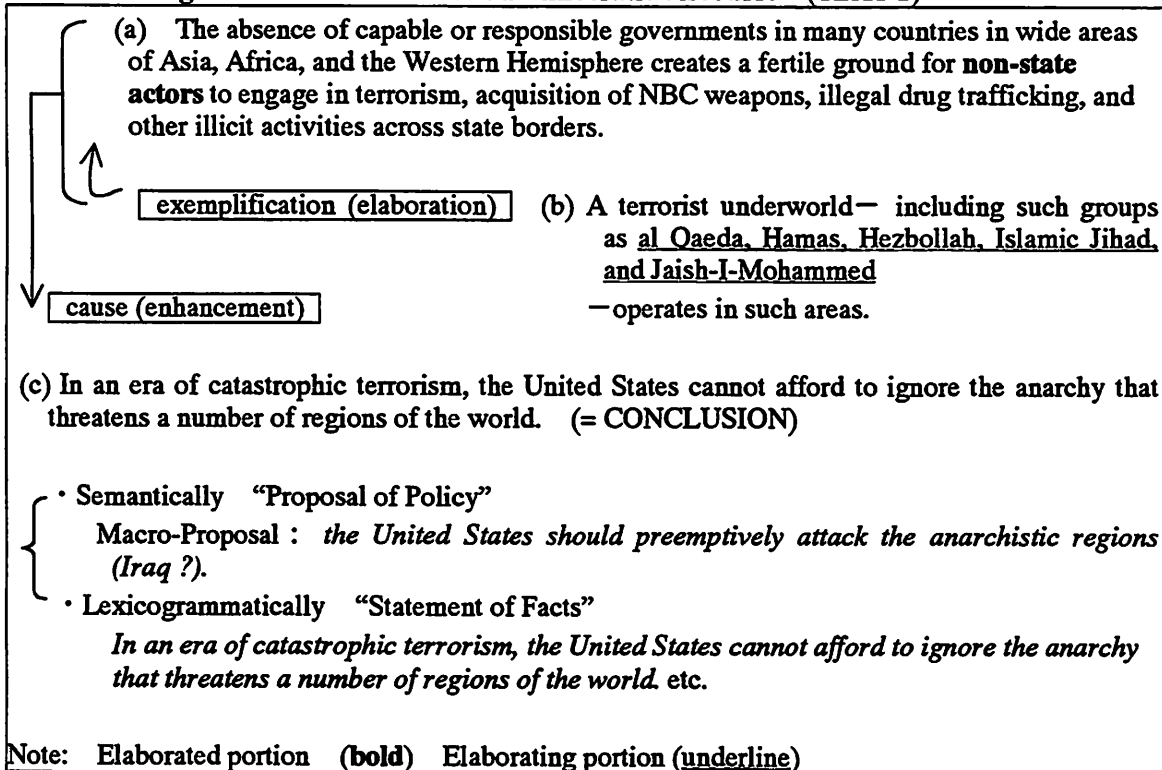 (a) The absence of capable or responsible governments in many countries in wide areas
of Asia, Africa, and the Western Hemisphere creates a fertile ground for non-state
actors to engage in terrorism, acquisition of NBC weapons, illegal drug trafficking, and
other illicit activities across state borders.
exemplification (elaboration) (b) A terrorist underworld— including such groups
as al Qaeda, Hamas, Hezbollah, Islamic Jihad,
and Jaish-I-Mohammed
cause (enhancement) —operates in such areas.
(c) In an era of catastrophic terrorism, the United States cannot afford to ignore the anarchy that
threatens a number of regions of the world. (= CONCLUSION)
・Semantically “Proposal of Policy”
Macro-Proposal : the United States should preemptively attack the anarchistic regions
(Iraq ?).
・Lexicogrammatically “Statement of Facts”
In an era of catastrophic terrorism, the United States cannot afford to ignore the anarchy
that threatens a number of regions of the world. etc.
Note: Elaborated portion (bold) Elaborating portion (underline)